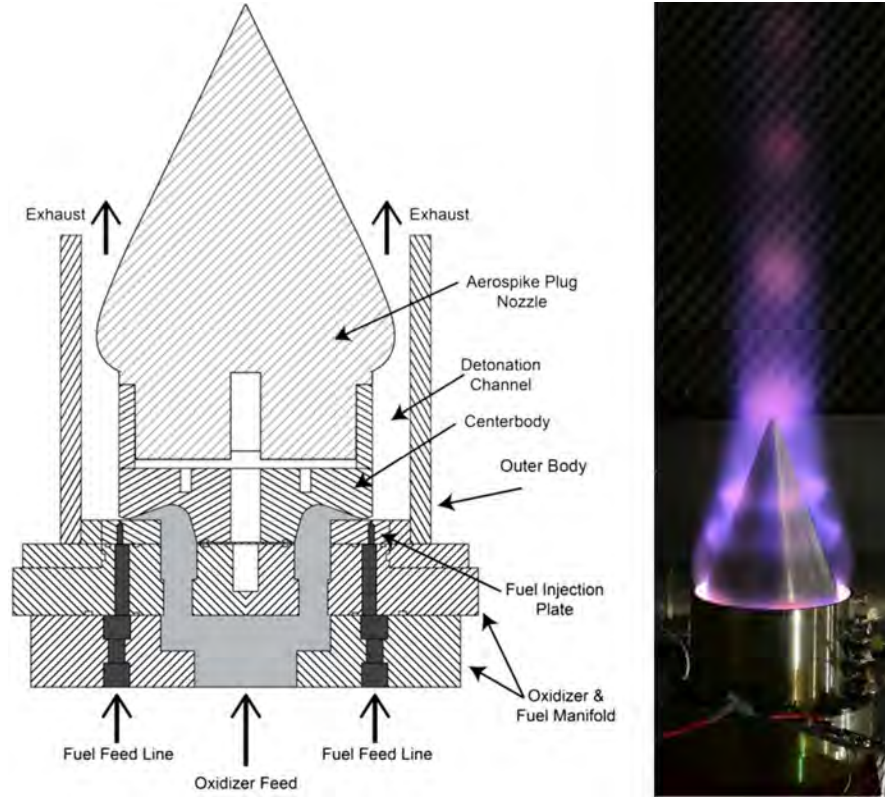 Exhaust
Exhaust
Aerospike Plug
Nozzle
Detonation
Channel
Centerbody
Outer Body
Fuel Injection
Plate
Oxidizer &
Fuel Manifold
Fuel Feed Line
Fuel Feed Line
Oxidizer Feed